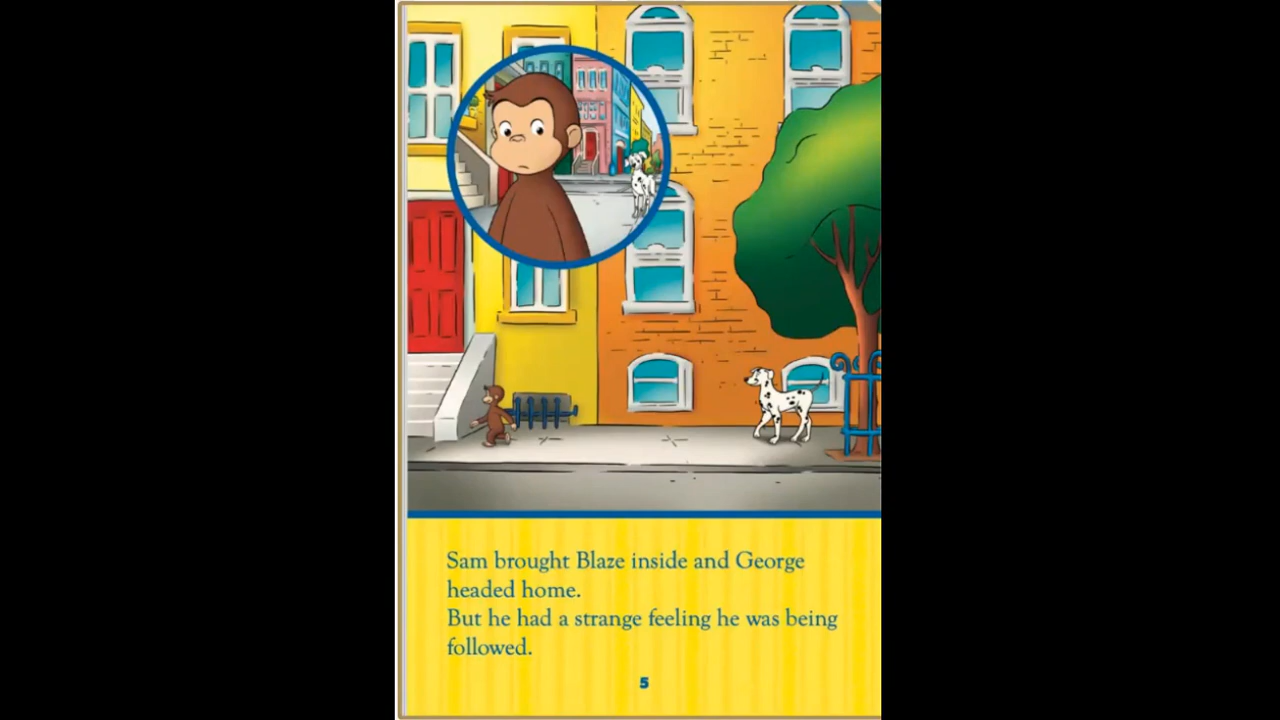 Sam brought Blaze inside and George
headed home.
But he had a strange feeling he was being
followed.
5